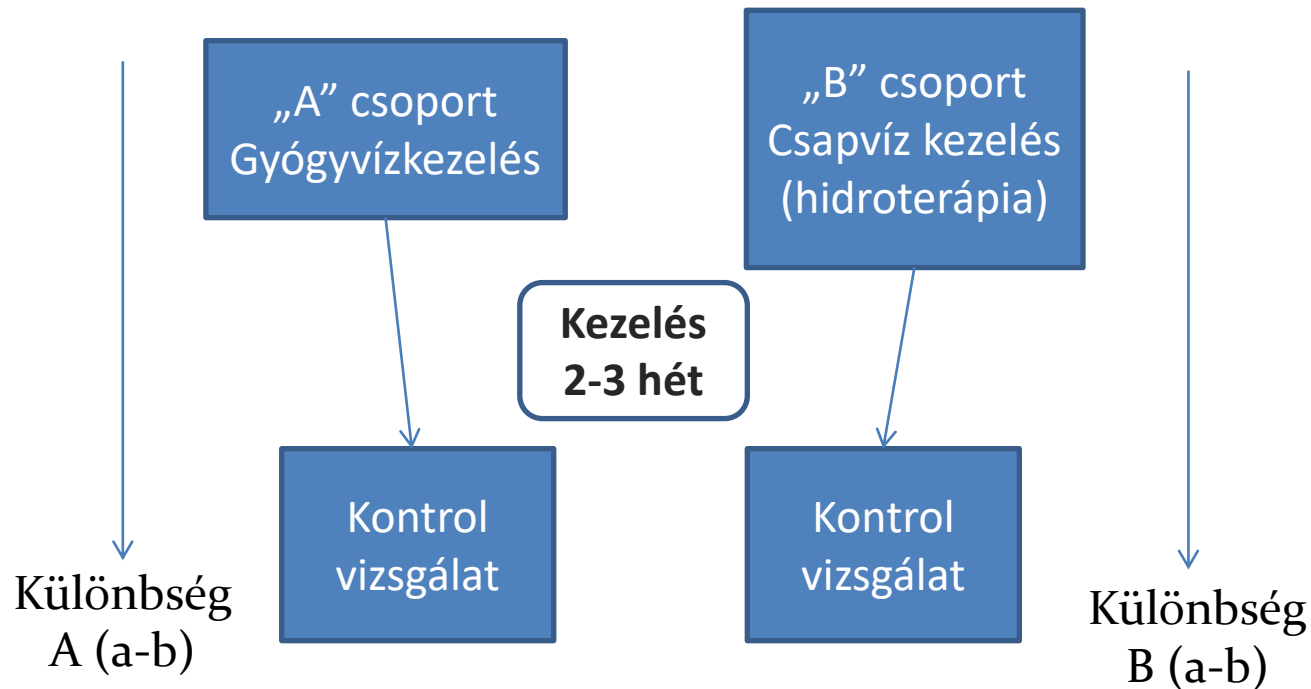 „A” csoport
Gyógyvízkezelés
„B” csoport
Csapvíz kezelés
(hidroterápia)
Kezelés
2-3 hét
Kontrol
vizsgálat
Kontrol
vizsgálat
Különbség
A (a-b)
Különbség
B (a-b)